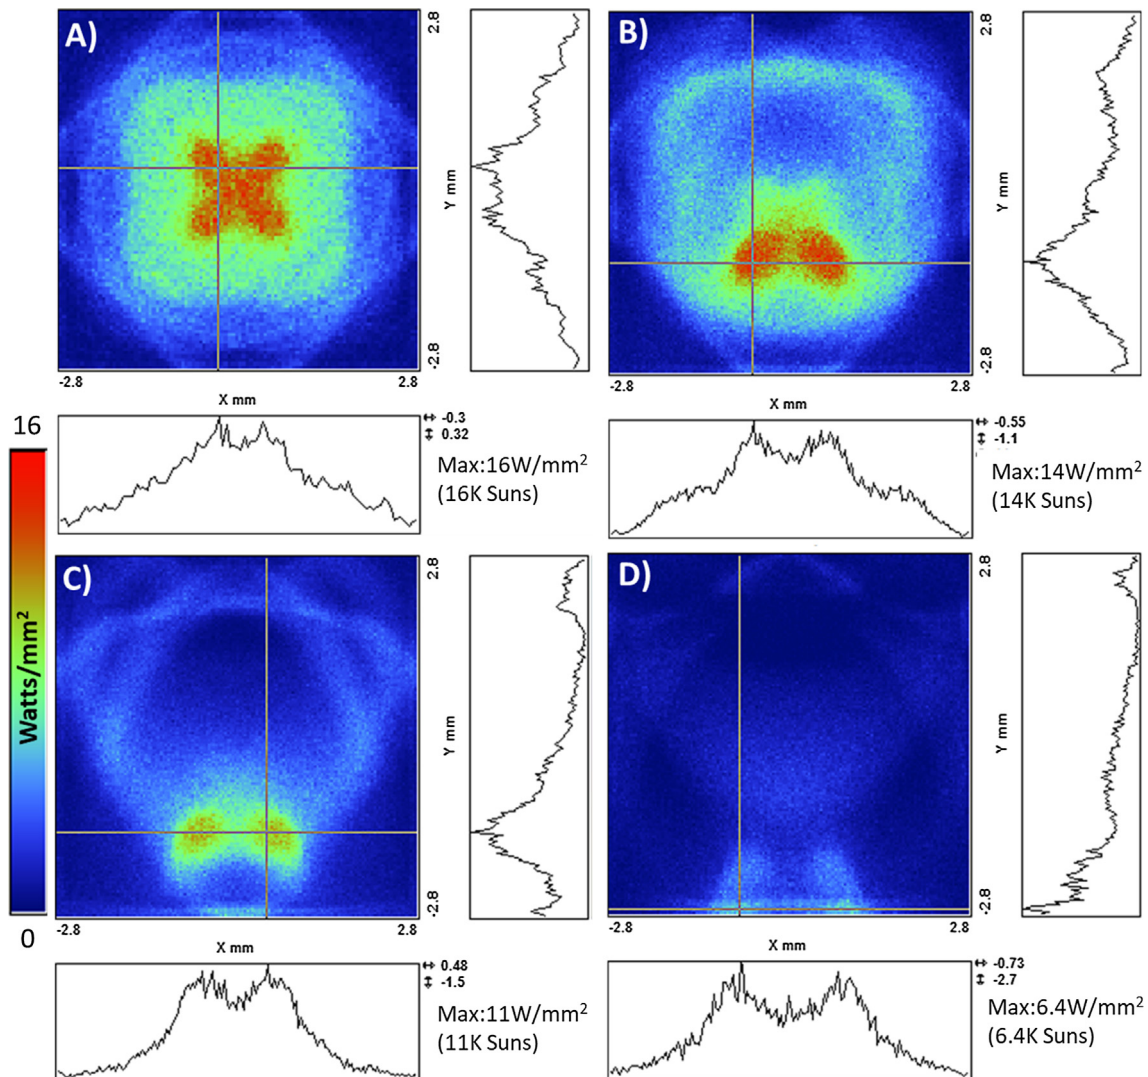 A)
2.8
Y mm
-2.8
-2.8
2.8
X mm
-0.3
0.32
Max:16W/mm²
(16K Suns)
B)
2.8
Y mm
-2.8
-2.8
2.8
X mm
-0.55
-1.1
Max:14W/mm²
(14K Suns)
16
Watts/mm²
0
C)
2.8
Y mm
-2.8
-2.8
2.8
X mm
0.48
-1.5
Max:11W/mm²
(11K Suns)
D)
2.8
Y mm
-2.8
-2.8
2.8
X mm
-0.73
-2.7
Max:6.4W/mm²
(6.4K Suns)